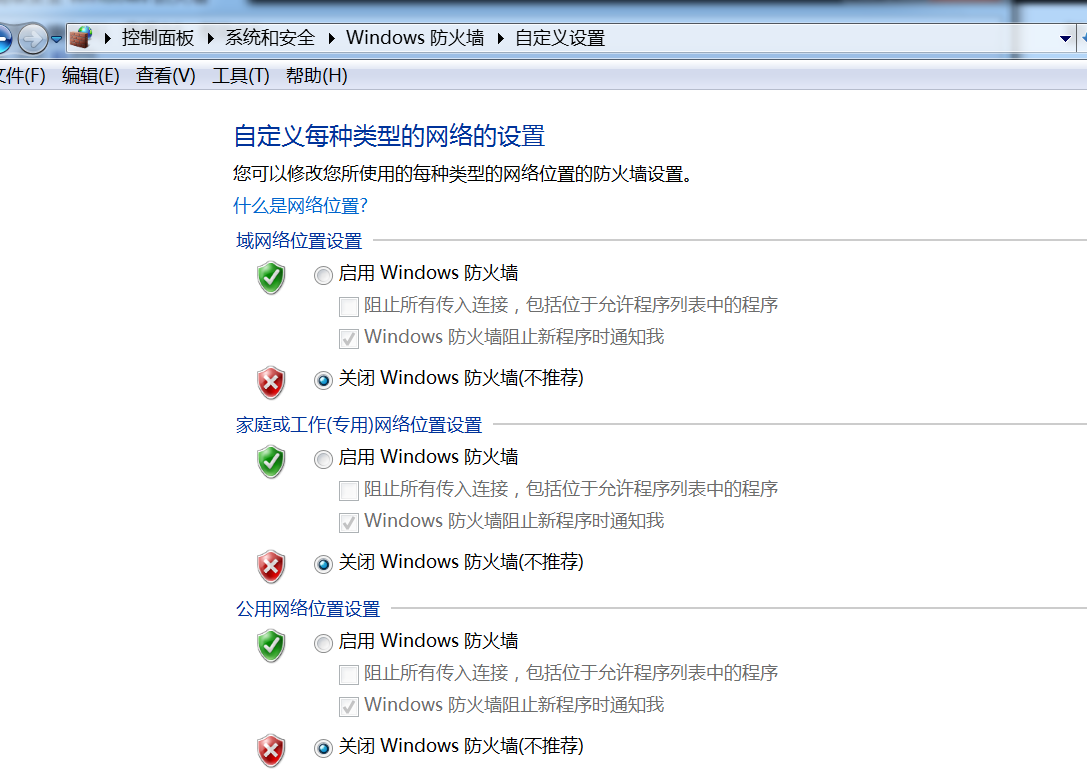 控制面板 系统和安全 Windows 防火墙 自定义设置
文件(F) 编辑(E) 查看(V) 工具(T) 帮助(H)
自定义每种类型的网络的设置
您可以修改您所使用的每种类型的网络位置的防火墙设置。
什么是网络位置?
域网络位置设置
启用 Windows 防火墙
阻止所有传入连接，包括位于允许程序列表中的程序
Windows 防火墙阻止新程序时通知我
关闭 Windows 防火墙(不推荐)
家庭或工作(专用)网络位置设置
启用 Windows 防火墙
阻止所有传入连接，包括位于允许程序列表中的程序
Windows 防火墙阻止新程序时通知我
关闭 Windows 防火墙(不推荐)
公用网络位置设置
启用 Windows 防火墙
阻止所有传入连接，包括位于允许程序列表中的程序
Windows 防火墙阻止新程序时通知我
关闭 Windows 防火墙(不推荐)